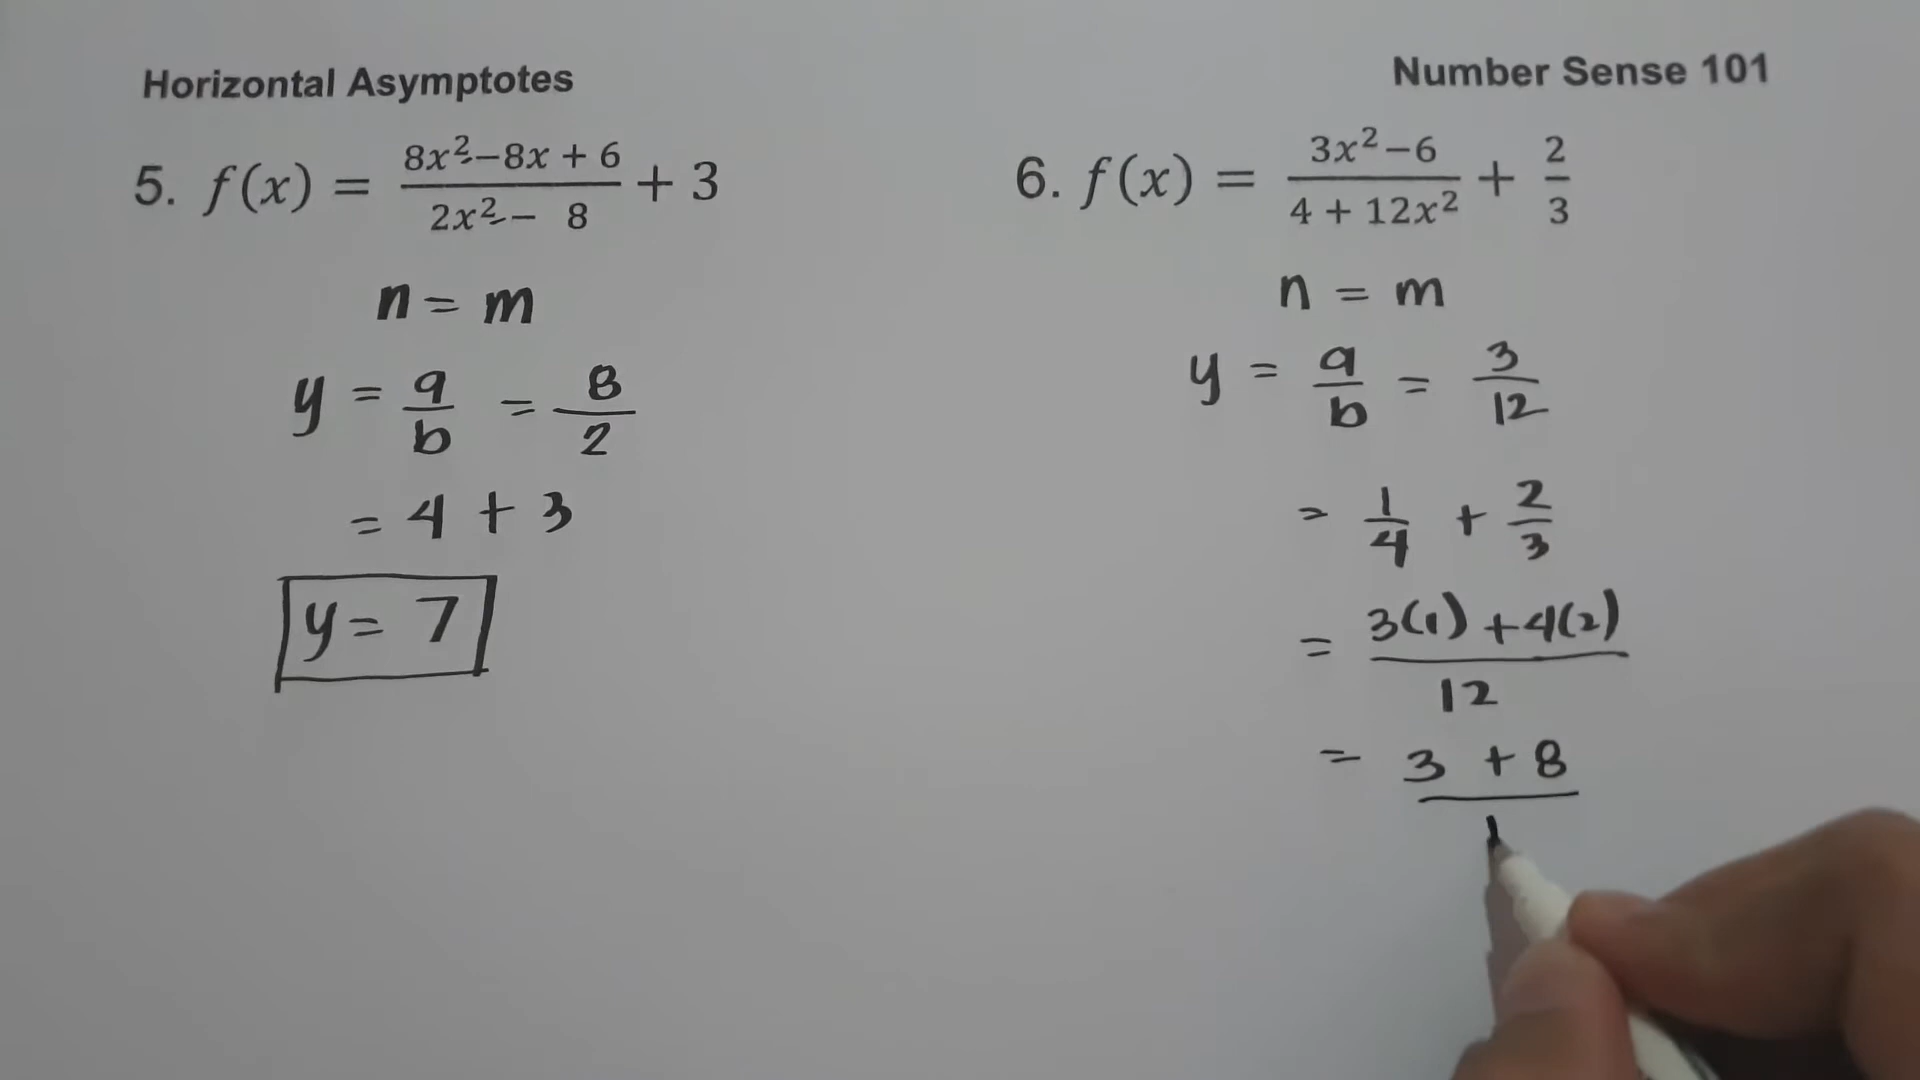 Horizontal Asymptotes
Number Sense 101
5. f(x) = (8x²-8x + 6)/(2x² - 8) + 3
n = m
y = a/b = 8/2
= 4 + 3
y = 7
6. f(x) = (3x²-6)/(4 + 12x²) + 2/3
n = m
y = a/b = 3/12
= 1/4 + 2/3
= (3(1) + 4(2))/12
= (3 + 8)/1